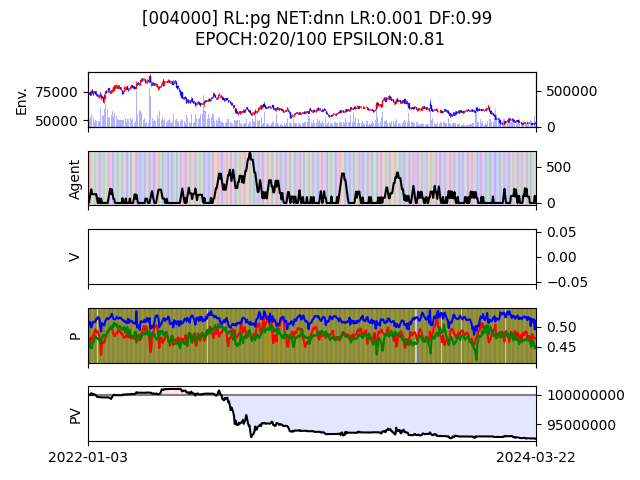 [004000] RL:pg NET:dnn LR:0.001 DF:0.99
EPOCH:020/100 EPSILON:0.81
Env.
75000
50000
500000
0
Agent
500
0
V
0.05
0.00
−0.05
P
0.50
0.45
PV
100000000
95000000
2022-01-03
2024-03-22